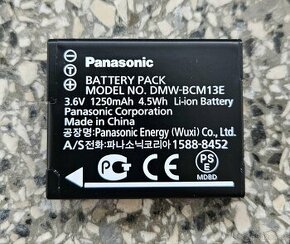 Panasonic
BATTERY PACK
MODEL NO. DMW-BCM13E
3.6V 1250mAh 4.5Wh Li-ion Battery
Panasonic Corporation
Made in China
공장명:Panasonic Energy (Wuxi) Co., Ltd.
A/S전화:파나소닉코리아 1588-8452
PS
E
MDBD